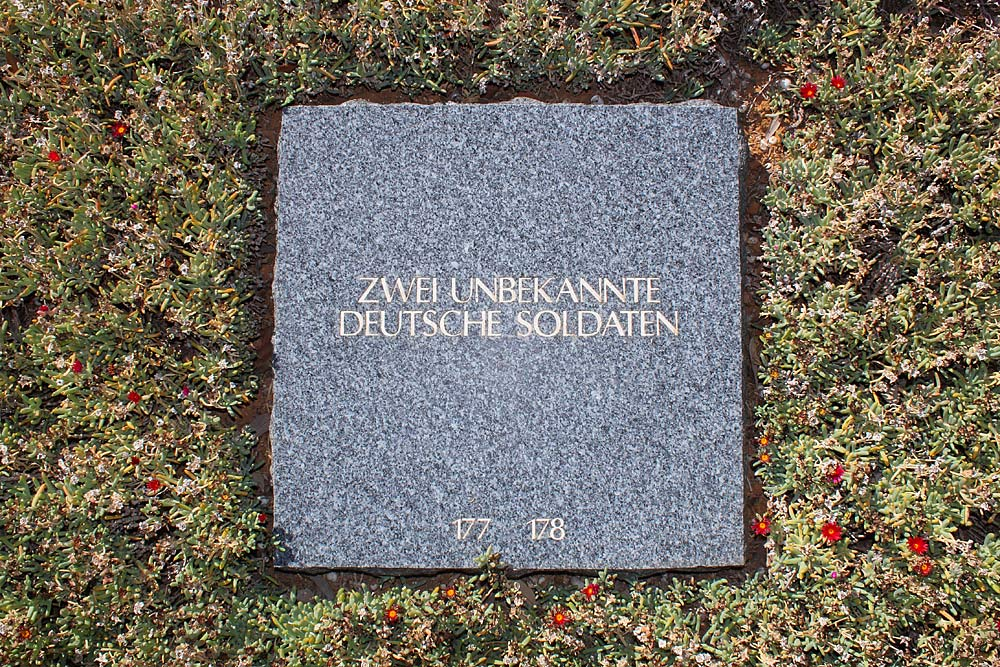 ZWEI UNBEKANNTE
DEUTSCHE SOLDATEN
177 178